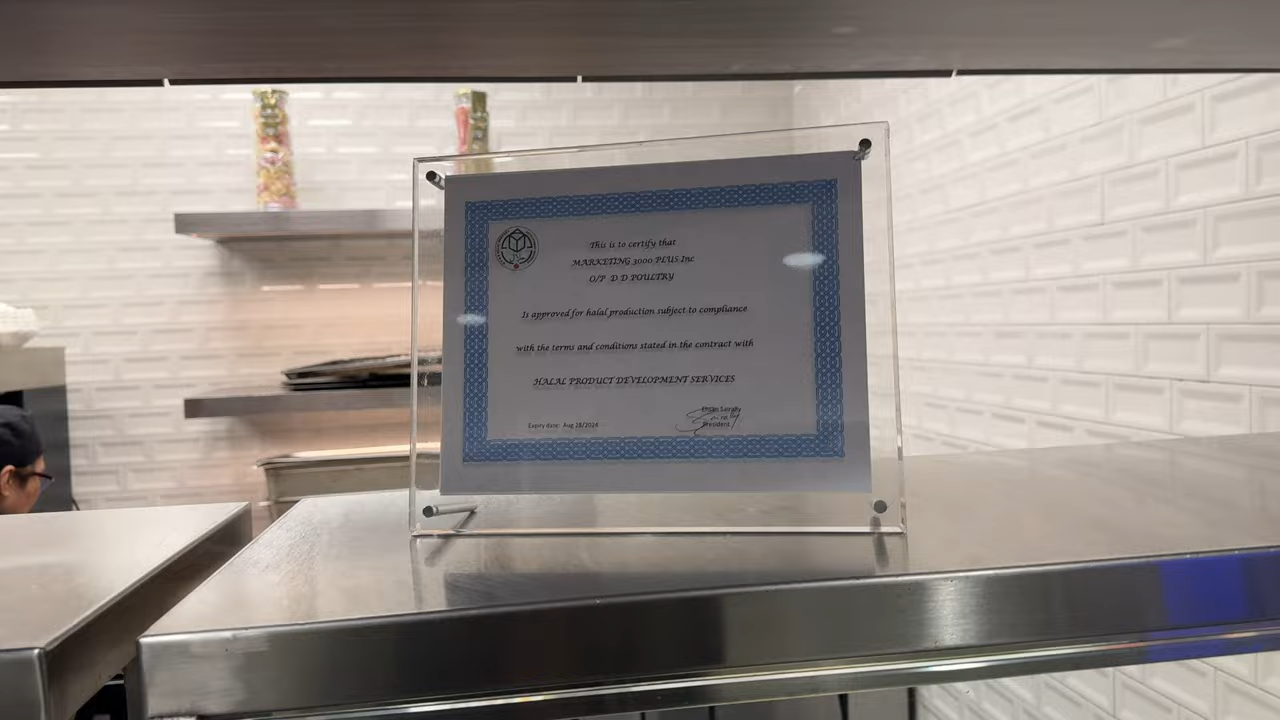 This is to certify that
MARKETING 3000 PLUS Inc
O/P D D POULTRY
Is approved for halal production subject to compliance
with the terms and conditions stated in the contract with
HALAL PRODUCT DEVELOPMENT SERVICES
Expiry date: Aug 28/2024
President